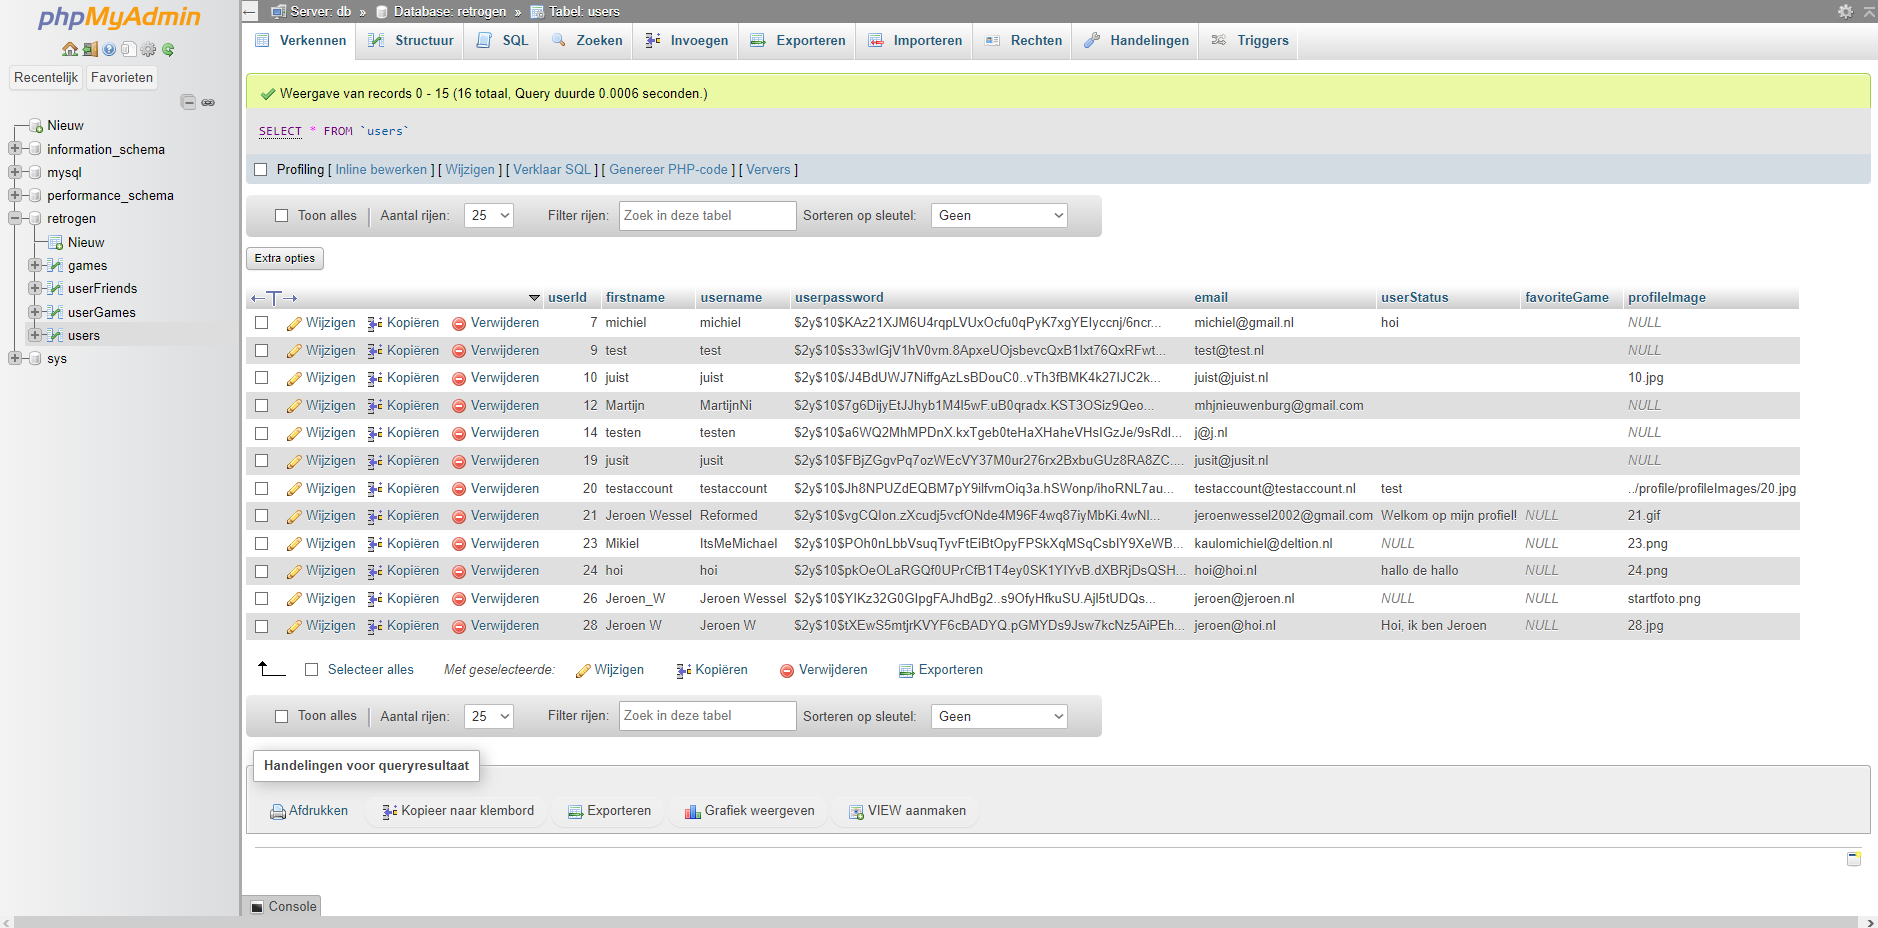 phpMyAdmin
Recentelijk Favorieten
Nieuw
information_schema
mysql
performance_schema
retrogen
Nieuw
games
userFriends
userGames
users
sys
Server: db » Database: retrogen » Tabel: users
Verkennen Structuur SQL Zoeken Invoegen Exporteren Importeren Rechten Handelingen Triggers
Weergave van records 0 - 15 (16 totaal, Query duurde 0.0006 seconden.)
SELECT * FROM `users`
Profiling [ Inline bewerken ] [ Wijzigen ] [ Verklaar SQL ] [ Genereer PHP-code ] [ Ververs ]
Toon alles | Aantal rijen: 25 Filter rijen: Zoek in deze tabel Sorteren op sleutel: Geen
Extra opties
←T→ userId firstname username userpassword email userStatus favoriteGame profileImage
Wijzigen Kopiëren Verwijderen 7 michiel michiel $2y$10$KAz21XJM6U4rqpLVUxOcfu0qPyK7xgYEIyccnj/6ncr... michiel@gmail.nl hoi NULL
Wijzigen Kopiëren Verwijderen 9 test test $2y$10$s33wIGjV1hV0vm.8ApxeUOjsbevcQxB1Ixt76QxRFwt... test@test.nl NULL
Wijzigen Kopiëren Verwijderen 10 juist juist $2y$10$/J4BdUWJ7NiffgAzLsBDouC0..vTh3fBMK4k27IJC2k... juist@juist.nl 10.jpg
Wijzigen Kopiëren Verwijderen 12 Martijn MartijnNi $2y$10$7g6DijyEtJJhyb1M4I5wF.uB0qradx.KST3OSiz9Qeo... mhjnieuwenburg@gmail.com NULL
Wijzigen Kopiëren Verwijderen 14 testen testen $2y$10$a6WQ2MhMPDnX.kxTgeb0teHaXHaheVHsIGzJe/9sRdI... j@j.nl NULL
Wijzigen Kopiëren Verwijderen 19 jusit jusit $2y$10$FBjZGgvPq7ozWEcVY37M0ur276rx2BxbuGUz8RA8ZC.... jusit@jusit.nl NULL
Wijzigen Kopiëren Verwijderen 20 testaccount testaccount $2y$10$Jh8NPUZdEQBM7pY9ilfvmOiq3a.hSWonp/ihoRNL7au... testaccount@testaccount.nl test ../profile/profileImages/20.jpg
Wijzigen Kopiëren Verwijderen 21 Jeroen Wessel Reformed $2y$10$vgCQIon.zXcudj5vcfONde4M96F4wq87iyMbKi.4wNI... jeroenwessel2002@gmail.com Welkom op mijn profiel! NULL 21.gif
Wijzigen Kopiëren Verwijderen 23 Mikiel ItsMeMichael $2y$10$POh0nLbbVsuqTyvFtEiBtOpyFPSkXqMSqCsbIY9XeWB... kaulomichiel@deltion.nl NULL NULL 23.png
Wijzigen Kopiëren Verwijderen 24 hoi hoi $2y$10$pkOeOLaRGQf0UPrCfB1T4ey0SK1YIYvB.dXBRjDsQSH... hoi@hoi.nl hallo de hallo NULL 24.png
Wijzigen Kopiëren Verwijderen 26 Jeroen_W Jeroen Wessel $2y$10$YIKz32G0GIpgFAJhdBg2..s9OfyHfkuSU.AjI5tUDQs... jeroen@jeroen.nl NULL NULL startfoto.png
Wijzigen Kopiëren Verwijderen 28 Jeroen W Jeroen W $2y$10$tXEwS5mtjrKVYF6cBADYQ.pGMYDs9Jsw7kcNz5AiPEh... jeroen@hoi.nl Hoi, ik ben Jeroen NULL 28.jpg
Selecteer alles Met geselecteerde: Wijzigen Kopiëren Verwijderen Exporteren
Toon alles | Aantal rijen: 25 Filter rijen: Zoek in deze tabel Sorteren op sleutel: Geen
Handelingen voor queryresultaat
Afdrukken Kopieer naar klembord Exporteren Grafiek weergeven VIEW aanmaken
Console